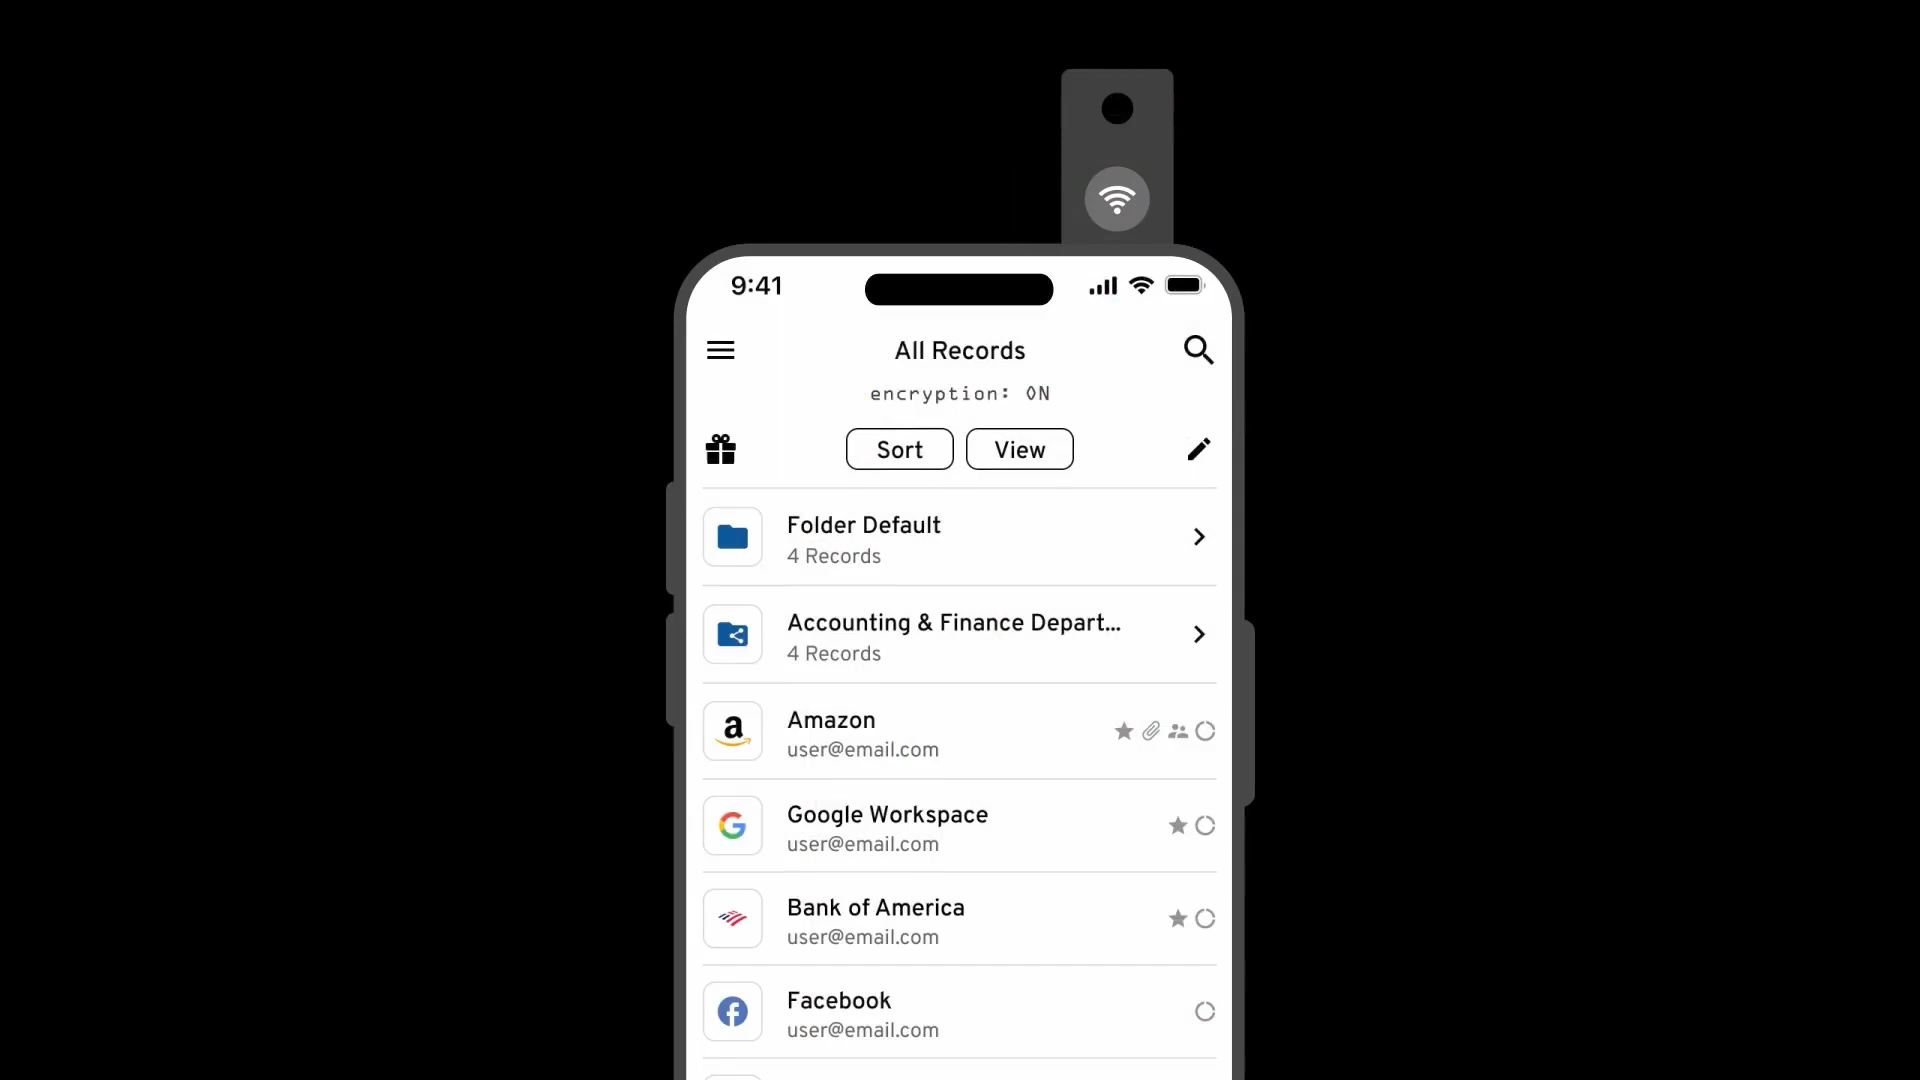 9:41
All Records
encryption: ON
Sort
View
Folder Default
4 Records
Accounting & Finance Depart...
4 Records
Amazon
user@email.com
Google Workspace
user@email.com
Bank of America
user@email.com
Facebook
user@email.com